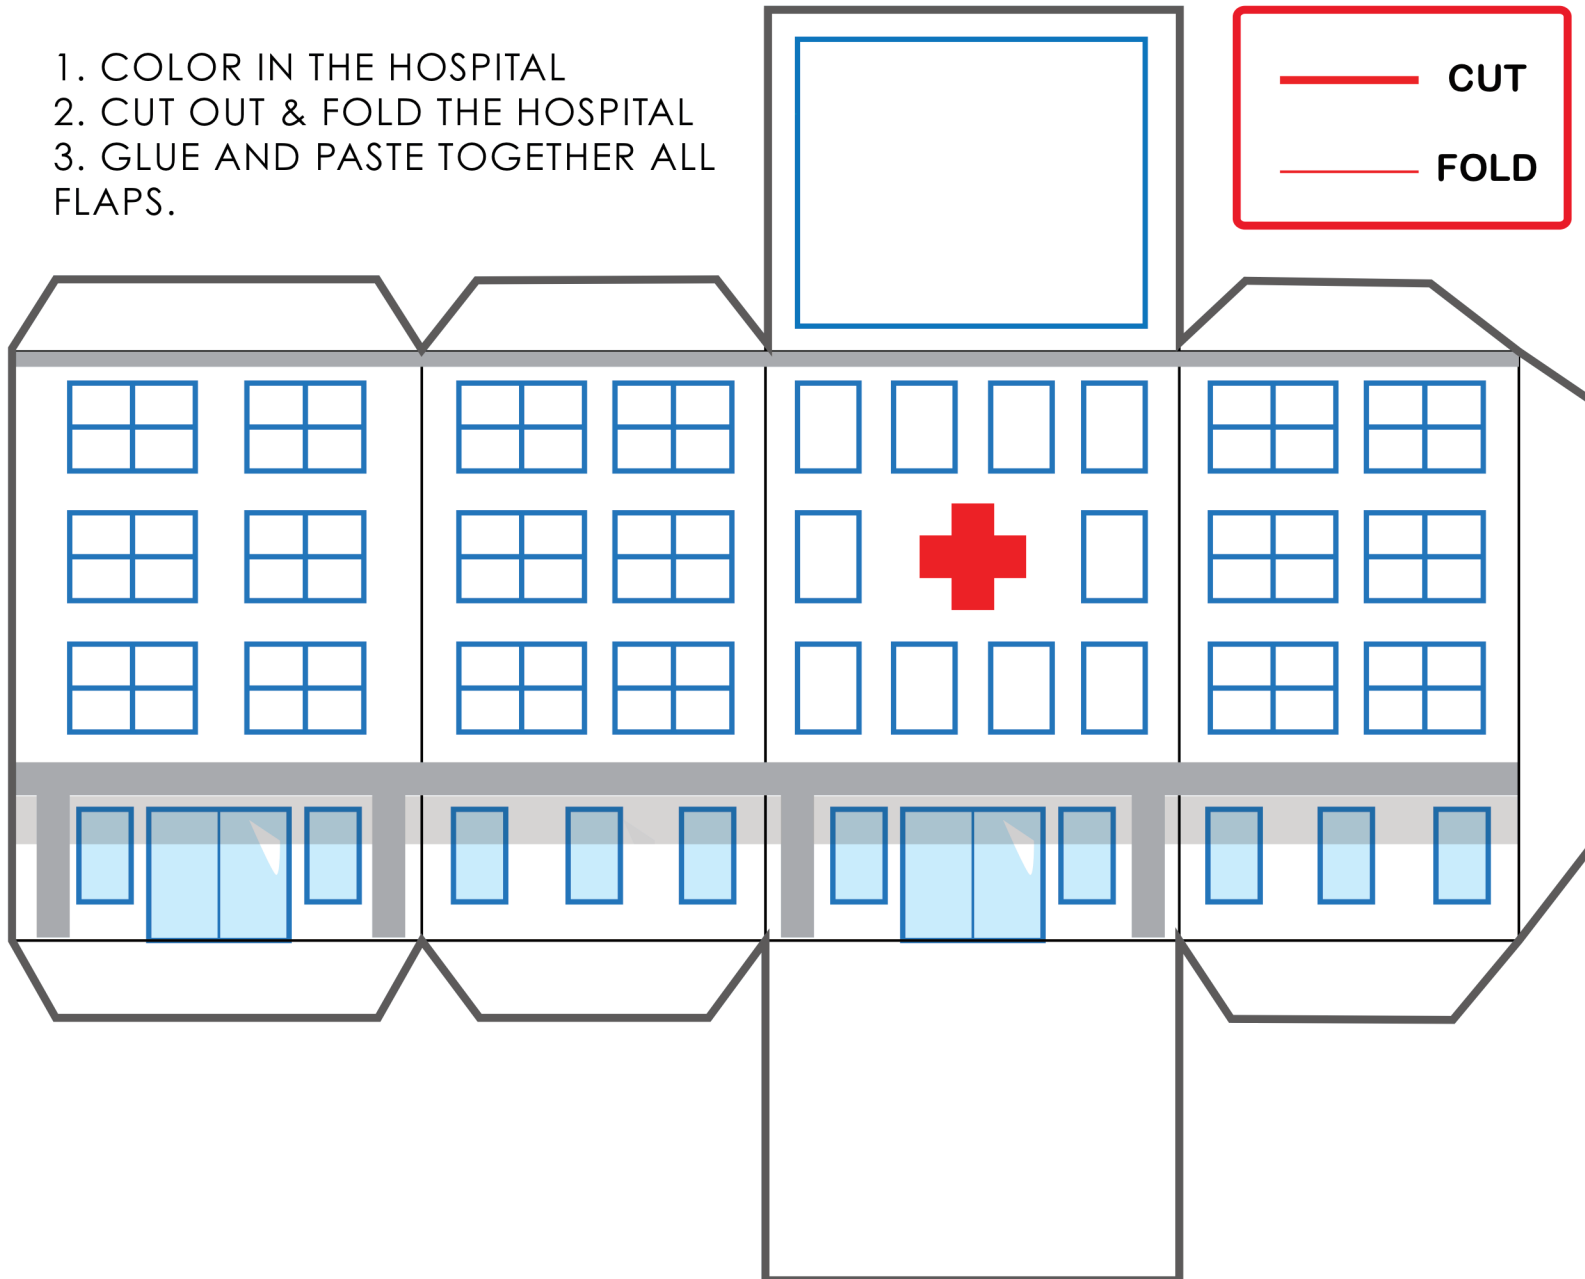 1. COLOR IN THE HOSPITAL
2. CUT OUT & FOLD THE HOSPITAL
3. GLUE AND PASTE TOGETHER ALL
FLAPS.
CUT
FOLD